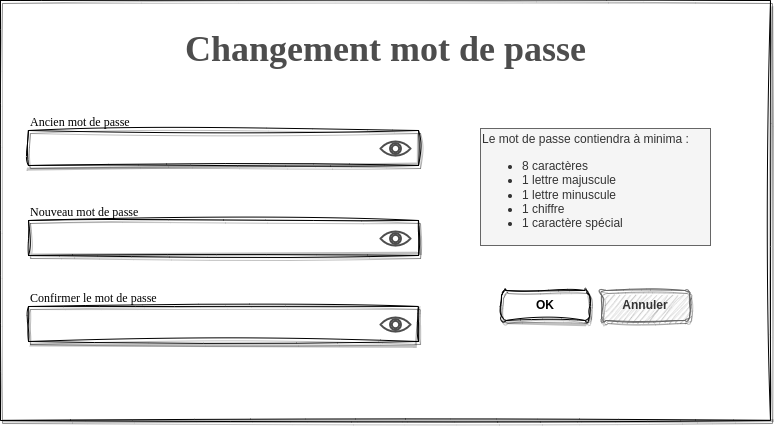 Changement mot de passe
Ancien mot de passe
Nouveau mot de passe
Confirmer le mot de passe
Le mot de passe contiendra à minima :
• 8 caractères
• 1 lettre majuscule
• 1 lettre minuscule
• 1 chiffre
• 1 caractère spécial
OK
Annuler